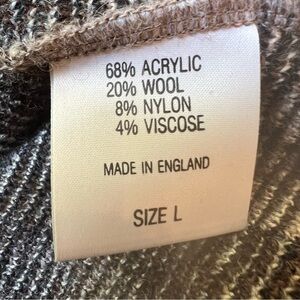 68% ACRYLIC
20% WOOL
8% NYLON
4% VISCOSE
MADE IN ENGLAND
SIZE L